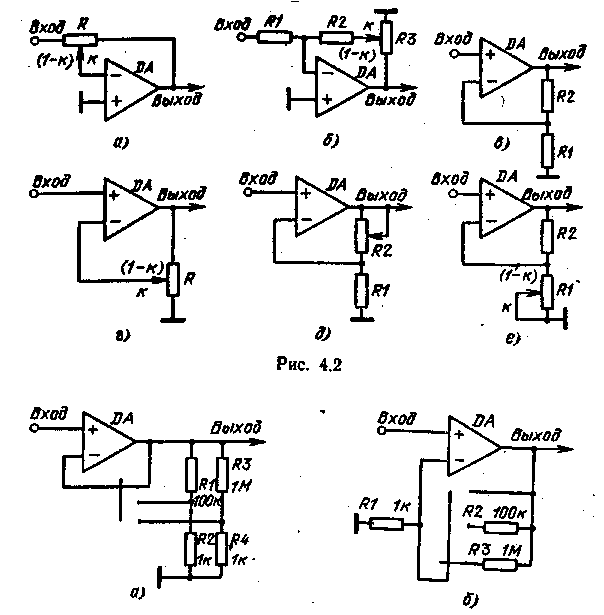 Вход R
(1-к) к
DA
Выход
а)
Вход R1 R2 к
R3
(1-к)
DA
Выход
б)
Вход DA Выход
R2
R1
в)
Вход DA Выход
(1-к)
к R
г)
Вход DA Выход
R2
R1
д)
Вход DA Выход
R2
(1-к)
R1
к
е)
Рис. 4.2
Вход DA Выход
R3
R1 1М
100к
R2 R4
1к 1к
а)
Вход DA
Выход
R1 1к
R2 100к
R3 1М
б)